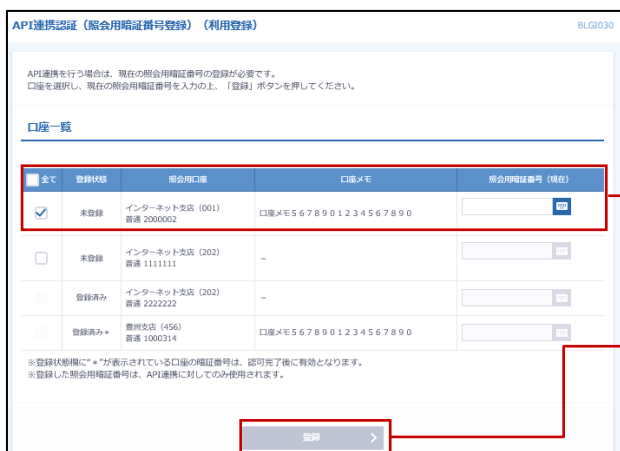 API連携認証（照会用暗証番号登録）（利用登録） BLGI030
API連携を行う場合は、現在の照会用暗証番号の登録が必要です。
口座を選択し、現在の照会用暗証番号を入力の上、「登録」ボタンを押してください。
口座一覧
全て 登録状態 照会用口座 口座メモ 照会用暗証番号（現在）
未登録 インターネット支店（001） 口座メモ５６７８９０１２３４５６７８９０
普通 2000002
未登録 インターネット支店（202） －
普通 1111111
登録済み インターネット支店（202） －
普通 2222222
登録済み＊ 豊洲支店（456） 口座メモ５６７８９０１２３４５６７８９０
普通 1000314
※登録状態欄に"＊"が表示されている口座の暗証番号は、認可完了後に有効となります。
※登録した照会用暗証番号は、API連携に対してのみ使用されます。
登録